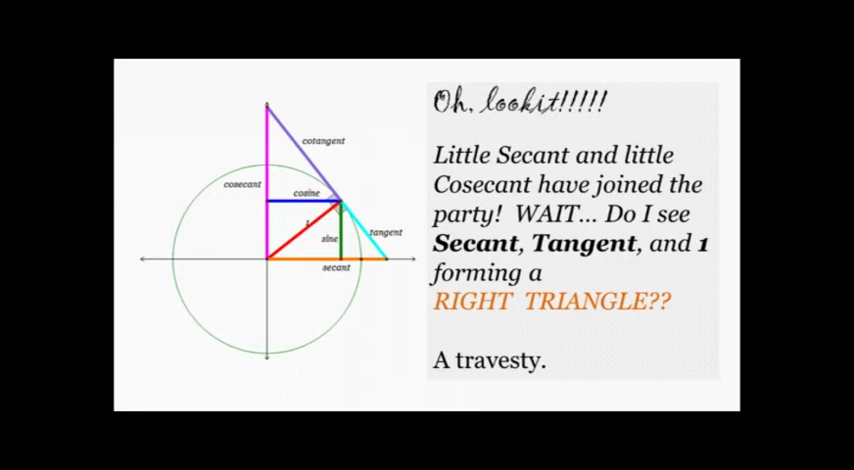 Oh, lookit!!!!!
Little Secant and little
Cosecant have joined the
party! WAIT... Do I see
Secant, Tangent, and 1
forming a
RIGHT TRIANGLE??
A travesty.
cotangent
cosecant
cosine
1
sine
tangent
secant